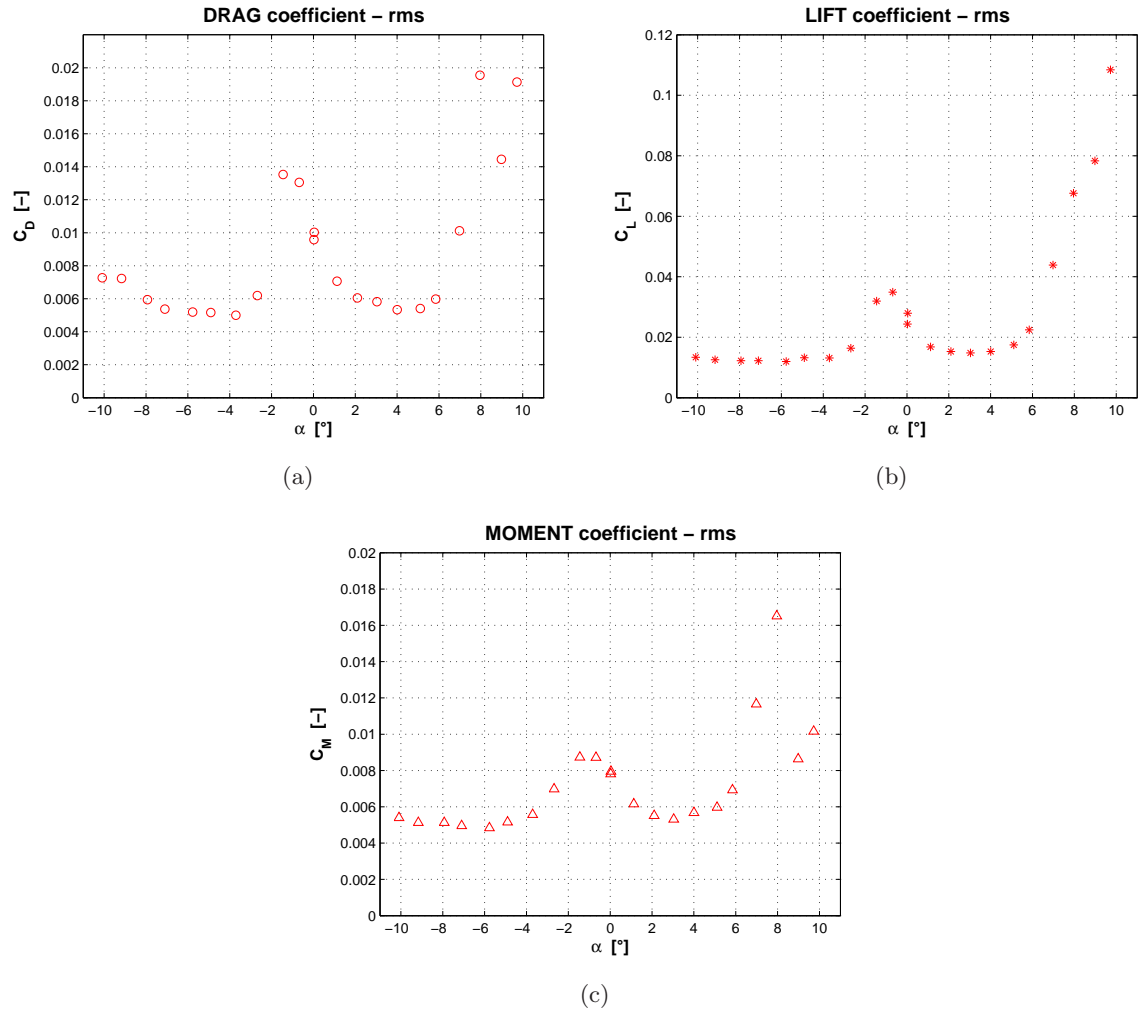 DRAG coefficient – rms
0.02
0.018
0.016
0.014
0.012
0.01
0.008
0.006
0.004
0.002
0
C_D [–]
−10 −8 −6 −4 −2 0 2 4 6 8 10
α [°]
(a)
LIFT coefficient – rms
0.12
0.1
0.08
0.06
0.04
0.02
0
C_L [–]
−10 −8 −6 −4 −2 0 2 4 6 8 10
α [°]
(b)
MOMENT coefficient – rms
0.02
0.018
0.016
0.014
0.012
0.01
0.008
0.006
0.004
0.002
0
C_M [–]
−10 −8 −6 −4 −2 0 2 4 6 8 10
α [°]
(c)